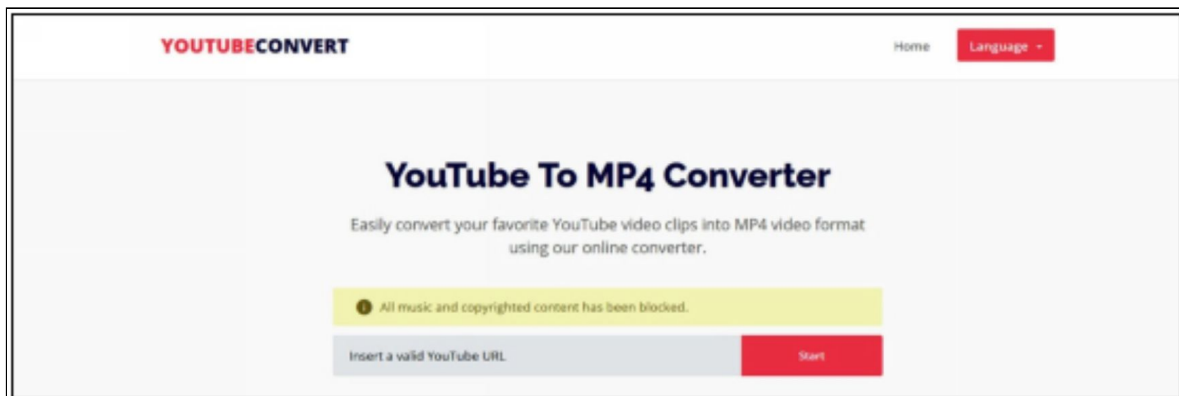 YOUTUBECONVERT
Home
Language
YouTube To MP4 Converter
Easily convert your favorite YouTube video clips into MP4 video format
using our online converter.
All music and copyrighted content has been blocked.
Insert a valid YouTube URL
Start